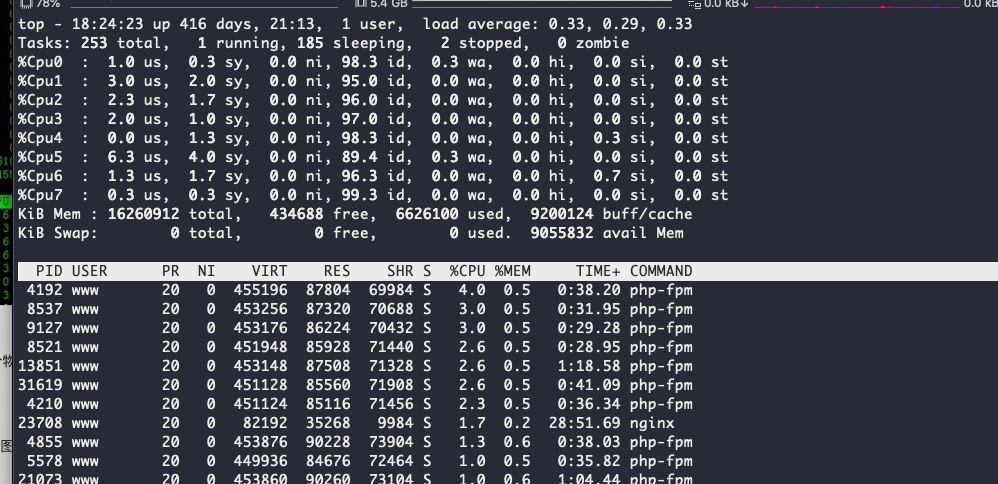 78% 5.4 GB 0.0 kB↓ 0.0 kB
top - 18:24:23 up 416 days, 21:13,  1 user,  load average: 0.33, 0.29, 0.33
Tasks: 253 total,   1 running, 185 sleeping,   2 stopped,   0 zombie
%Cpu0  :  1.0 us,  0.3 sy,  0.0 ni, 98.3 id,  0.3 wa,  0.0 hi,  0.0 si,  0.0 st
%Cpu1  :  3.0 us,  2.0 sy,  0.0 ni, 95.0 id,  0.0 wa,  0.0 hi,  0.0 si,  0.0 st
%Cpu2  :  2.3 us,  1.7 sy,  0.0 ni, 96.0 id,  0.0 wa,  0.0 hi,  0.0 si,  0.0 st
%Cpu3  :  2.0 us,  1.0 sy,  0.0 ni, 97.0 id,  0.0 wa,  0.0 hi,  0.0 si,  0.0 st
%Cpu4  :  0.0 us,  1.3 sy,  0.0 ni, 98.3 id,  0.0 wa,  0.0 hi,  0.3 si,  0.0 st
%Cpu5  :  6.3 us,  4.0 sy,  0.0 ni, 89.4 id,  0.3 wa,  0.0 hi,  0.0 si,  0.0 st
%Cpu6  :  1.3 us,  1.7 sy,  0.0 ni, 96.3 id,  0.0 wa,  0.0 hi,  0.7 si,  0.0 st
%Cpu7  :  0.3 us,  0.3 sy,  0.0 ni, 99.3 id,  0.0 wa,  0.0 hi,  0.0 si,  0.0 st
KiB Mem : 16260912 total,   434688 free,  6626100 used,  9200124 buff/cache
KiB Swap:        0 total,        0 free,        0 used.  9055832 avail Mem
PID USER      PR  NI    VIRT    RES    SHR S  %CPU %MEM     TIME+ COMMAND
4192 www       20   0  455196  87804  69984 S   4.0  0.5   0:38.20 php-fpm
8537 www       20   0  453256  87320  70688 S   3.0  0.5   0:31.95 php-fpm
9127 www       20   0  453176  86224  70432 S   3.0  0.5   0:29.28 php-fpm
8521 www       20   0  451948  85928  71440 S   2.6  0.5   0:28.95 php-fpm
13851 www       20   0  453148  87508  71328 S   2.6  0.5   1:18.58 php-fpm
31619 www       20   0  451128  85560  71908 S   2.6  0.5   0:41.09 php-fpm
4210 www       20   0  451124  85116  71456 S   2.3  0.5   0:36.34 php-fpm
23708 www       20   0   82192  35268   9984 S   1.7  0.2  28:51.69 nginx
4855 www       20   0  453876  90228  73904 S   1.3  0.6   0:38.03 php-fpm
5578 www       20   0  449936  84676  72464 S   1.0  0.5   0:35.82 php-fpm
21073 www       20   0  453860  90260  73104 S   1.0  0.6   1:04.44 php-fpm